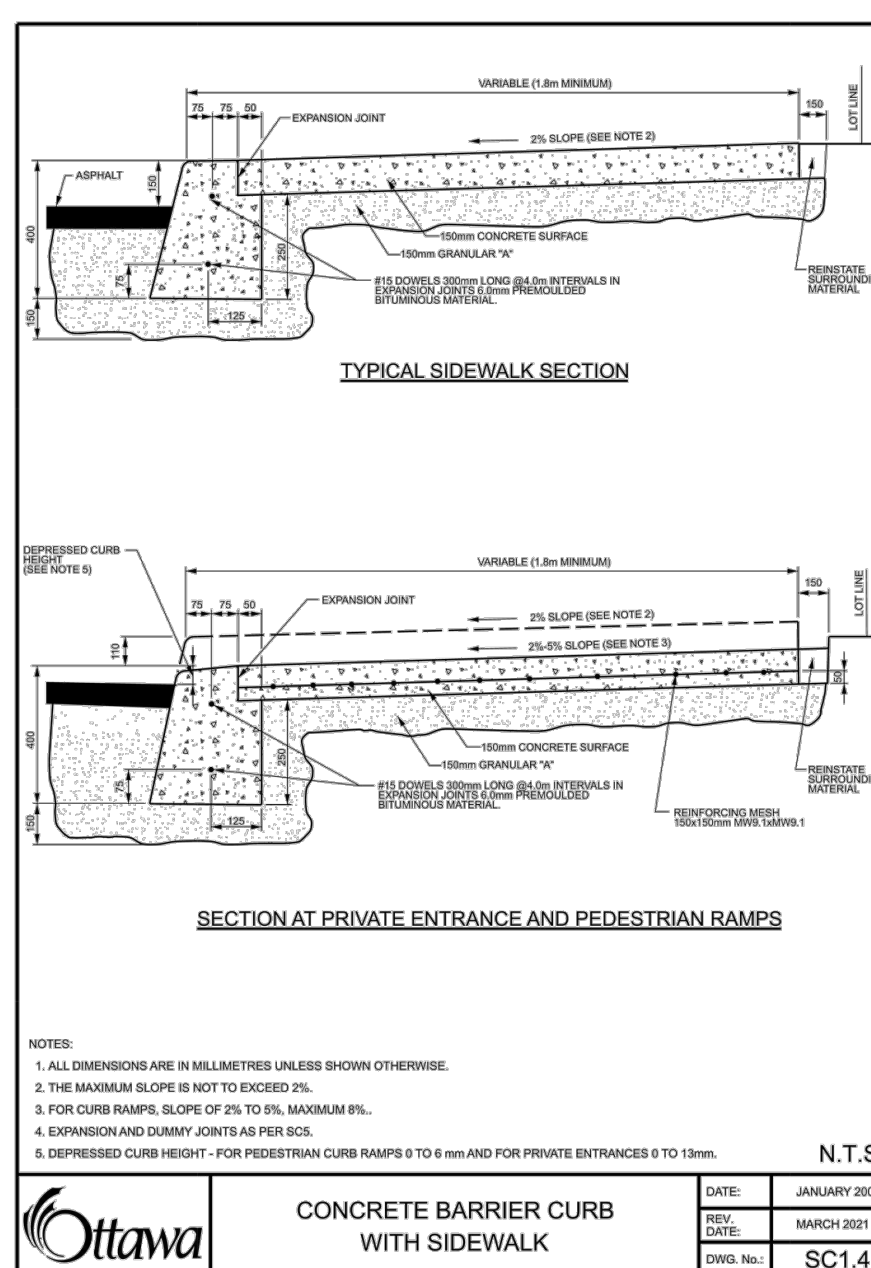 VARIABLE (1.8m MINIMUM)
75 75 50
150
LOT LINE
EXPANSION JOINT
2% SLOPE (SEE NOTE 2)
ASPHALT
150
400
75
250
150mm CONCRETE SURFACE
150mm GRANULAR "A"
#15 DOWELS 300mm LONG @4.0m INTERVALS IN
EXPANSION JOINTS 6.0mm PREMOULDED
BITUMINOUS MATERIAL.
REINSTATE
SURROUNDI
MATERIAL
150
125
TYPICAL SIDEWALK SECTION
DEPRESSED CURB
HEIGHT
(SEE NOTE 5)
VARIABLE (1.8m MINIMUM)
75 75 50
150
LOT LINE
EXPANSION JOINT
2% SLOPE (SEE NOTE 2)
110
2%-5% SLOPE (SEE NOTE 3)
50
400
75
250
150mm CONCRETE SURFACE
150mm GRANULAR "A"
#15 DOWELS 300mm LONG @4.0m INTERVALS IN
EXPANSION JOINTS 6.0mm PREMOULDED
BITUMINOUS MATERIAL.
REINSTATE
SURROUNDI
MATERIAL
REINFORCING MESH
150x150mm MW9.1xMW9.1
150
125
SECTION AT PRIVATE ENTRANCE AND PEDESTRIAN RAMPS
NOTES:
1. ALL DIMENSIONS ARE IN MILLIMETRES UNLESS SHOWN OTHERWISE.
2. THE MAXIMUM SLOPE IS NOT TO EXCEED 2%.
3. FOR CURB RAMPS, SLOPE OF 2% TO 5%, MAXIMUM 8%..
4. EXPANSION AND DUMMY JOINTS AS PER SC5.
5. DEPRESSED CURB HEIGHT - FOR PEDESTRIAN CURB RAMPS 0 TO 6 mm AND FOR PRIVATE ENTRANCES 0 TO 13mm.
N.T.S
Ottawa
CONCRETE BARRIER CURB
WITH SIDEWALK
DATE: JANUARY 200
REV.
DATE: MARCH 2021
DWG. No.: SC1.4